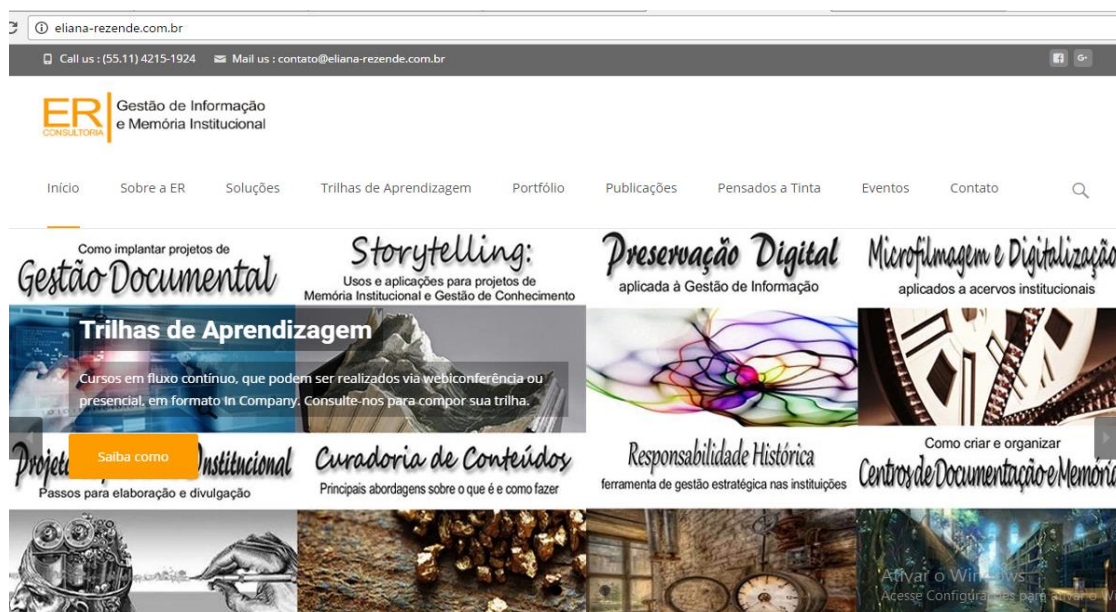 eliana-rezende.com.br
Call us : (55.11) 4215-1924
Mail us : contato@eliana-rezende.com.br
G+
ER
CONSULTORIA
Gestão de Informação
e Memória Institucional
Início
Sobre a ER
Soluções
Trilhas de Aprendizagem
Portfólio
Publicações
Pensados a Tinta
Eventos
Contato
Como implantar projetos de
Gestão Documental
Storytelling:
Usos e aplicações para projetos de
Memória Institucional e Gestão de Conhecimento
Preservação Digital
aplicada à Gestão de Informação
Microfilmagem e Digitalização
aplicados a acervos institucionais
Trilhas de Aprendizagem
Cursos em fluxo contínuo, que podem ser realizados via webiconferência ou
presencial, em formato In Company. Consulte-nos para compor sua trilha.
Saiba como
Institucional
Passos para elaboração e divulgação
Curadoria de Conteúdos
Principais abordagens sobre o que é e como fazer
Responsabilidade Histórica
ferramenta de gestão estratégica nas instituições
Como criar e organizar
Centros de Documentação e Memória
Ativar o Windows
Acesse Configurações para ativar o